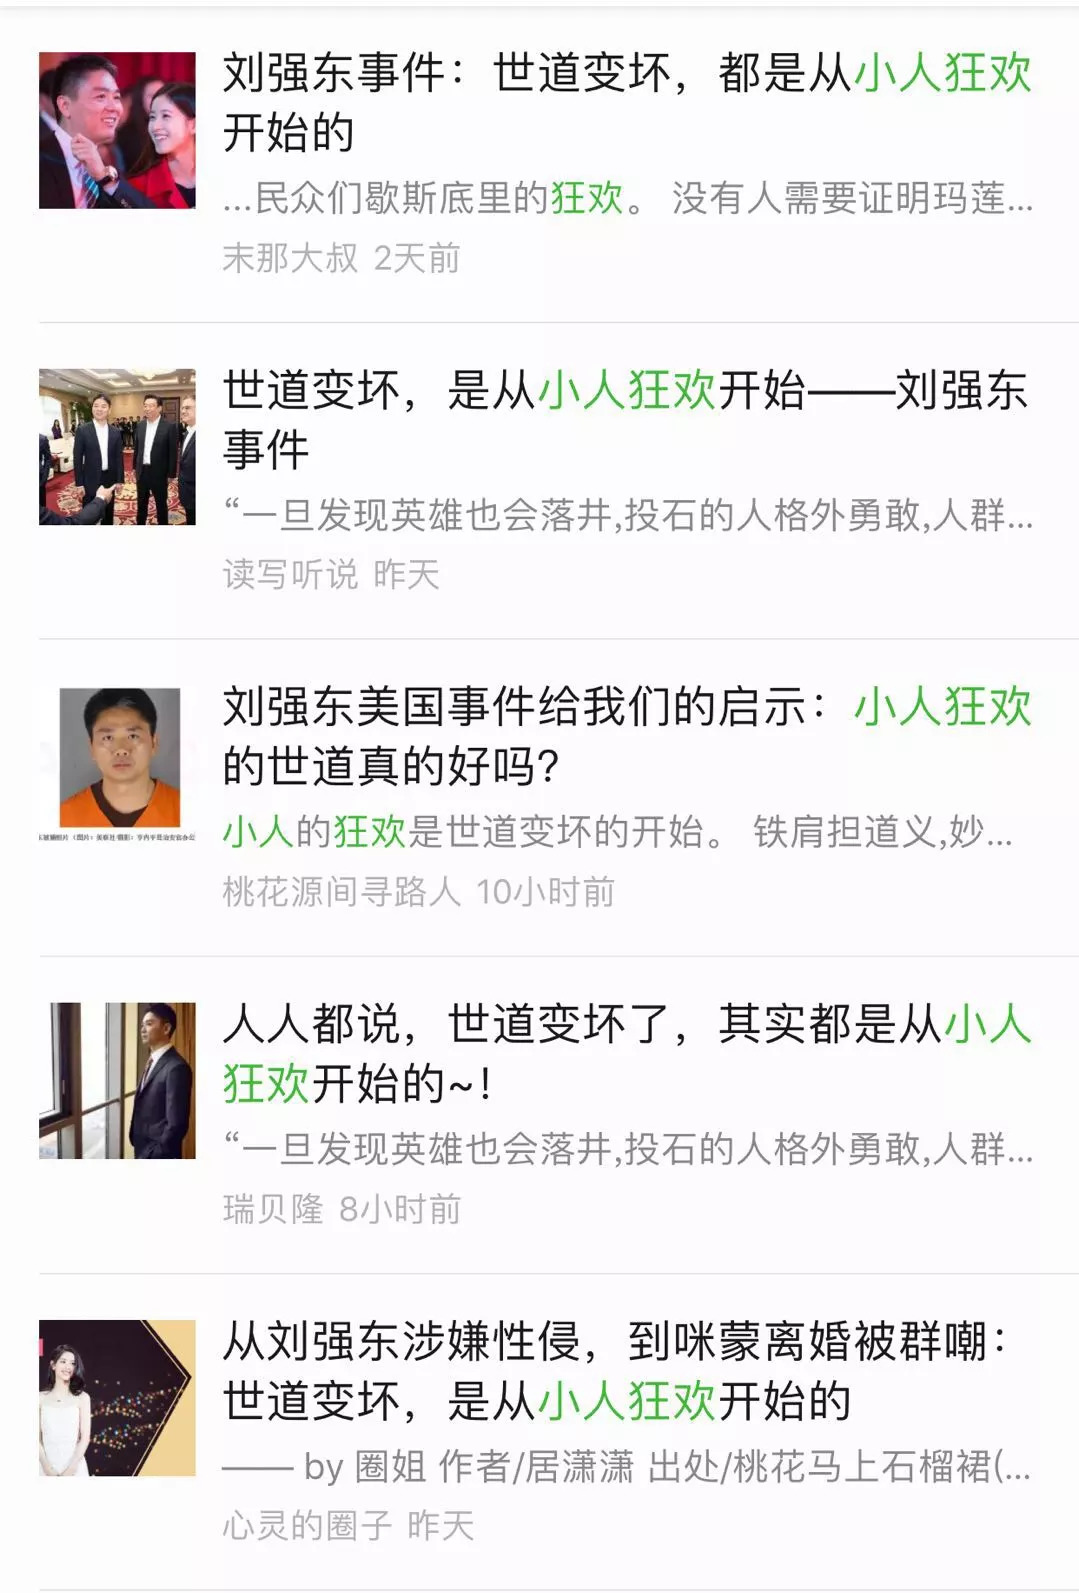 刘强东事件：世道变坏，都是从小人狂欢
开始的
...民众们歇斯底里的狂欢。 没有人需要证明玛莲...
末那大叔 2天前
世道变坏，是从小人狂欢开始——刘强东
事件
“一旦发现英雄也会落井,投石的人格外勇敢,人群...
读写听说 昨天
刘强东美国事件给我们的启示：小人狂欢
的世道真的好吗？
小人的狂欢是世道变坏的开始。 铁肩担道义,妙...
桃花源间寻路人 10小时前
人人都说，世道变坏了，其实都是从小人
狂欢开始的~！
“一旦发现英雄也会落井,投石的人格外勇敢,人群...
瑞贝隆 8小时前
从刘强东涉嫌性侵，到咪蒙离婚被群嘲：
世道变坏，是从小人狂欢开始的
—— by 圈姐 作者/居潇潇 出处/桃花马上石榴裙(...
心灵的圈子 昨天